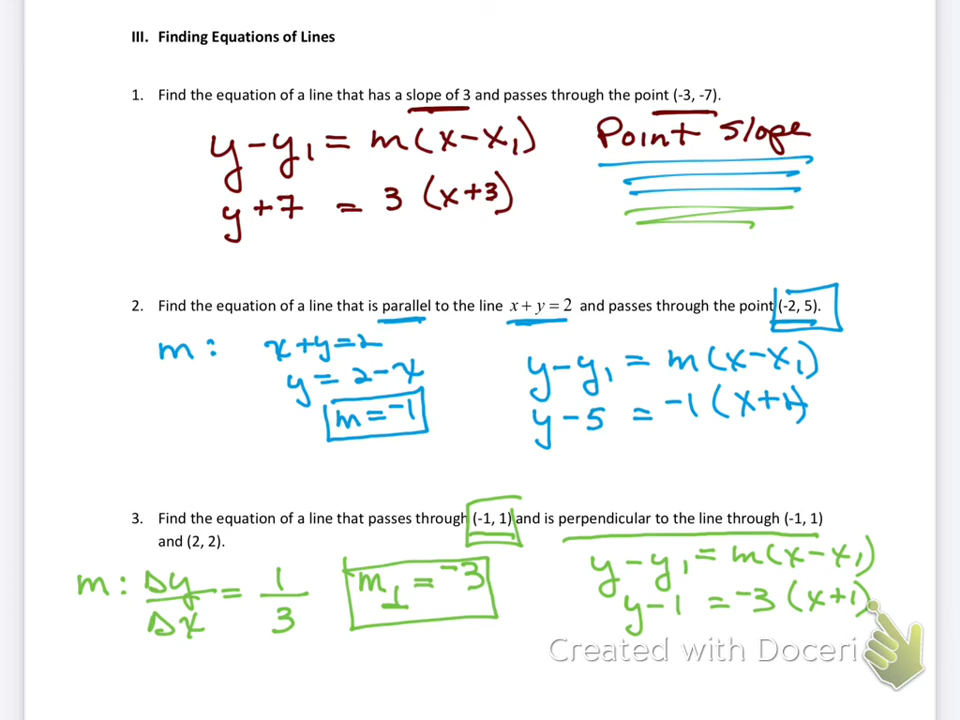 III. Finding Equations of Lines
1. Find the equation of a line that has a slope of 3 and passes through the point (-3, -7).
y-y₁ = m(x-x₁) Point slope
y+7 = 3 (x+3)
2. Find the equation of a line that is parallel to the line x + y = 2 and passes through the point (-2, 5).
m: x+y=2
y = 2-x
m = -1
y-y₁ = m(x-x₁)
y-5 = -1 (x+
3. Find the equation of a line that passes through (-1, 1) and is perpendicular to the line through (-1, 1)
and (2, 2).
m: Δy/Δx = 1/3
m⊥ = -3
y-y₁ = m(x-x₁)
y-1 = -3 (x+1)
Created with Doceri